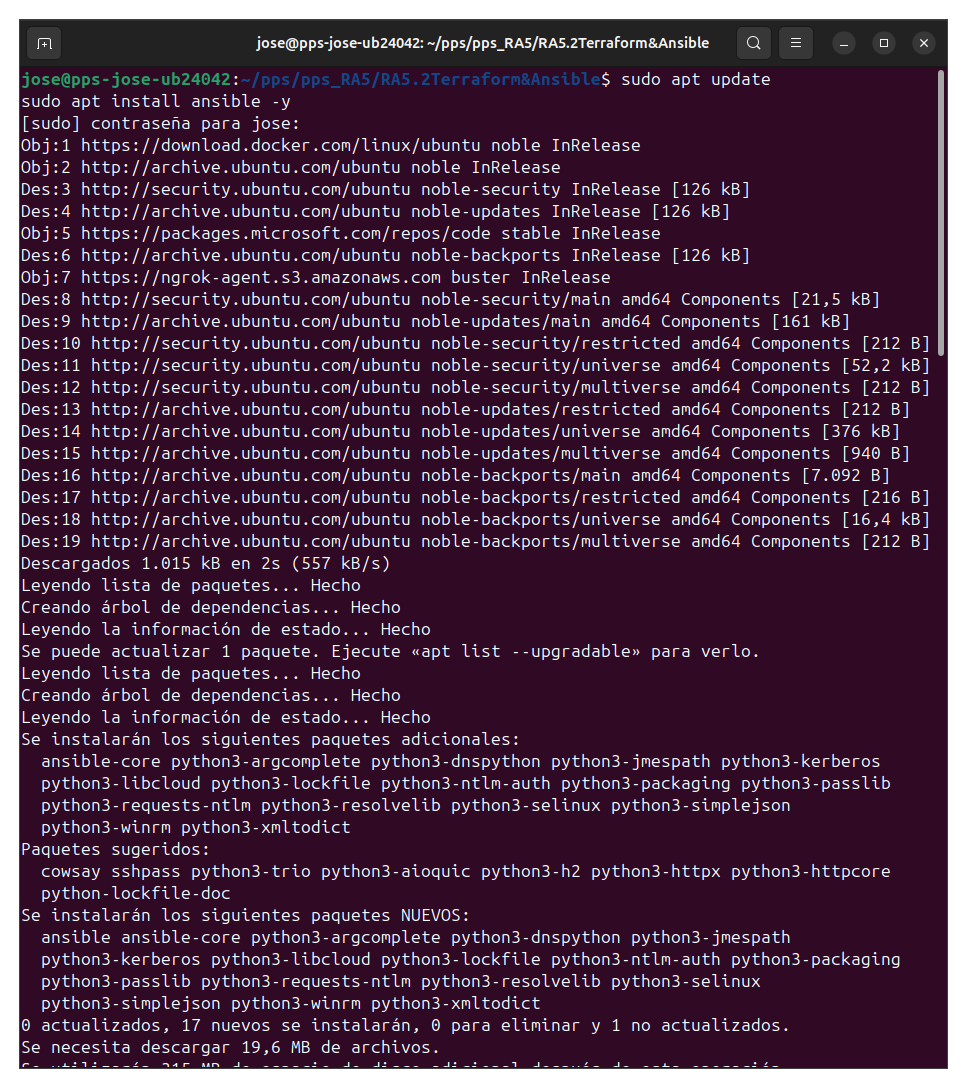 jose@pps-jose-ub24042: ~/pps/pps_RA5/RA5.2Terraform&Ansible
jose@pps-jose-ub24042:~/pps/pps_RA5/RA5.2Terraform&Ansible$ sudo apt update
sudo apt install ansible -y
[sudo] contraseña para jose:
Obj:1 https://download.docker.com/linux/ubuntu noble InRelease
Obj:2 http://archive.ubuntu.com/ubuntu noble InRelease
Des:3 http://security.ubuntu.com/ubuntu noble-security InRelease [126 kB]
Des:4 http://archive.ubuntu.com/ubuntu noble-updates InRelease [126 kB]
Obj:5 https://packages.microsoft.com/repos/code stable InRelease
Des:6 http://archive.ubuntu.com/ubuntu noble-backports InRelease [126 kB]
Obj:7 https://ngrok-agent.s3.amazonaws.com buster InRelease
Des:8 http://security.ubuntu.com/ubuntu noble-security/main amd64 Components [21,5 kB]
Des:9 http://archive.ubuntu.com/ubuntu noble-updates/main amd64 Components [161 kB]
Des:10 http://security.ubuntu.com/ubuntu noble-security/restricted amd64 Components [212 B]
Des:11 http://security.ubuntu.com/ubuntu noble-security/universe amd64 Components [52,2 kB]
Des:12 http://security.ubuntu.com/ubuntu noble-security/multiverse amd64 Components [212 B]
Des:13 http://archive.ubuntu.com/ubuntu noble-updates/restricted amd64 Components [212 B]
Des:14 http://archive.ubuntu.com/ubuntu noble-updates/universe amd64 Components [376 kB]
Des:15 http://archive.ubuntu.com/ubuntu noble-updates/multiverse amd64 Components [940 B]
Des:16 http://archive.ubuntu.com/ubuntu noble-backports/main amd64 Components [7.092 B]
Des:17 http://archive.ubuntu.com/ubuntu noble-backports/restricted amd64 Components [216 B]
Des:18 http://archive.ubuntu.com/ubuntu noble-backports/universe amd64 Components [16,4 kB]
Des:19 http://archive.ubuntu.com/ubuntu noble-backports/multiverse amd64 Components [212 B]
Descargados 1.015 kB en 2s (557 kB/s)
Leyendo lista de paquetes... Hecho
Creando árbol de dependencias... Hecho
Leyendo la información de estado... Hecho
Se puede actualizar 1 paquete. Ejecute «apt list --upgradable» para verlo.
Leyendo lista de paquetes... Hecho
Creando árbol de dependencias... Hecho
Leyendo la información de estado... Hecho
Se instalarán los siguientes paquetes adicionales:
  ansible-core python3-argcomplete python3-dnspython python3-jmespath python3-kerberos
  python3-libcloud python3-lockfile python3-ntlm-auth python3-packaging python3-passlib
  python3-requests-ntlm python3-resolvelib python3-selinux python3-simplejson
  python3-winrm python3-xmltodict
Paquetes sugeridos:
  cowsay sshpass python3-trio python3-aioquic python3-h2 python3-httpx python3-httpcore
  python-lockfile-doc
Se instalarán los siguientes paquetes NUEVOS:
  ansible ansible-core python3-argcomplete python3-dnspython python3-jmespath
  python3-kerberos python3-libcloud python3-lockfile python3-ntlm-auth python3-packaging
  python3-passlib python3-requests-ntlm python3-resolvelib python3-selinux
  python3-simplejson python3-winrm python3-xmltodict
0 actualizados, 17 nuevos se instalarán, 0 para eliminar y 1 no actualizados.
Se necesita descargar 19,6 MB de archivos.